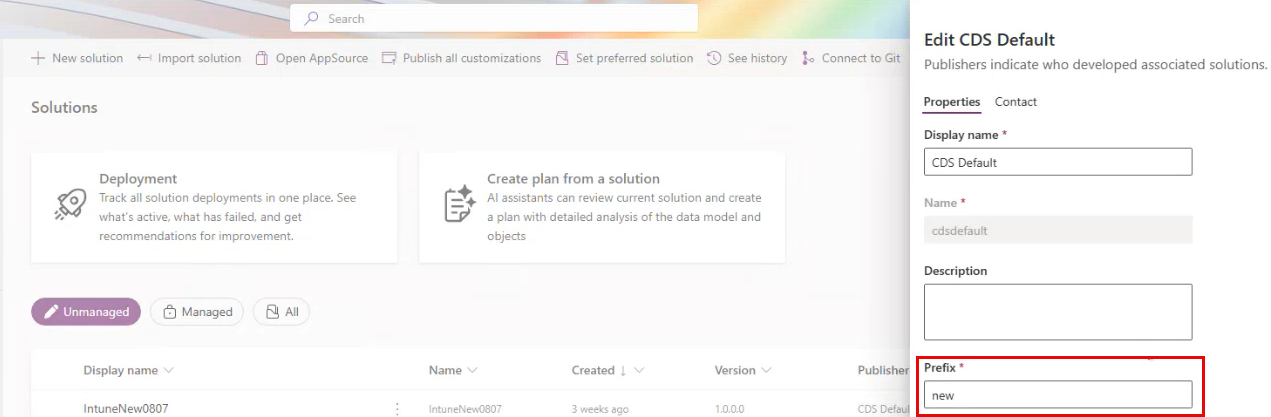 Search
New solution
Import solution
Open AppSource
Publish all customizations
Set preferred solution
See history
Connect to Git
Solutions
Deployment
Track all solution deployments in one place. See
what's active, what has failed, and get
recommendations for improvement.
Create plan from a solution
AI assistants can review current solution and create
a plan with detailed analysis of the data model and
objects
Unmanaged
Managed
All
Display name
Name
Created
Version
Publisher
IntuneNew0807
IntuneNew0807
3 weeks ago
1.0.0.0
CDS Defau
Edit CDS Default
Publishers indicate who developed associated solutions.
Properties
Contact
Display name *
CDS Default
Name *
cdsdefault
Description
Prefix *
new